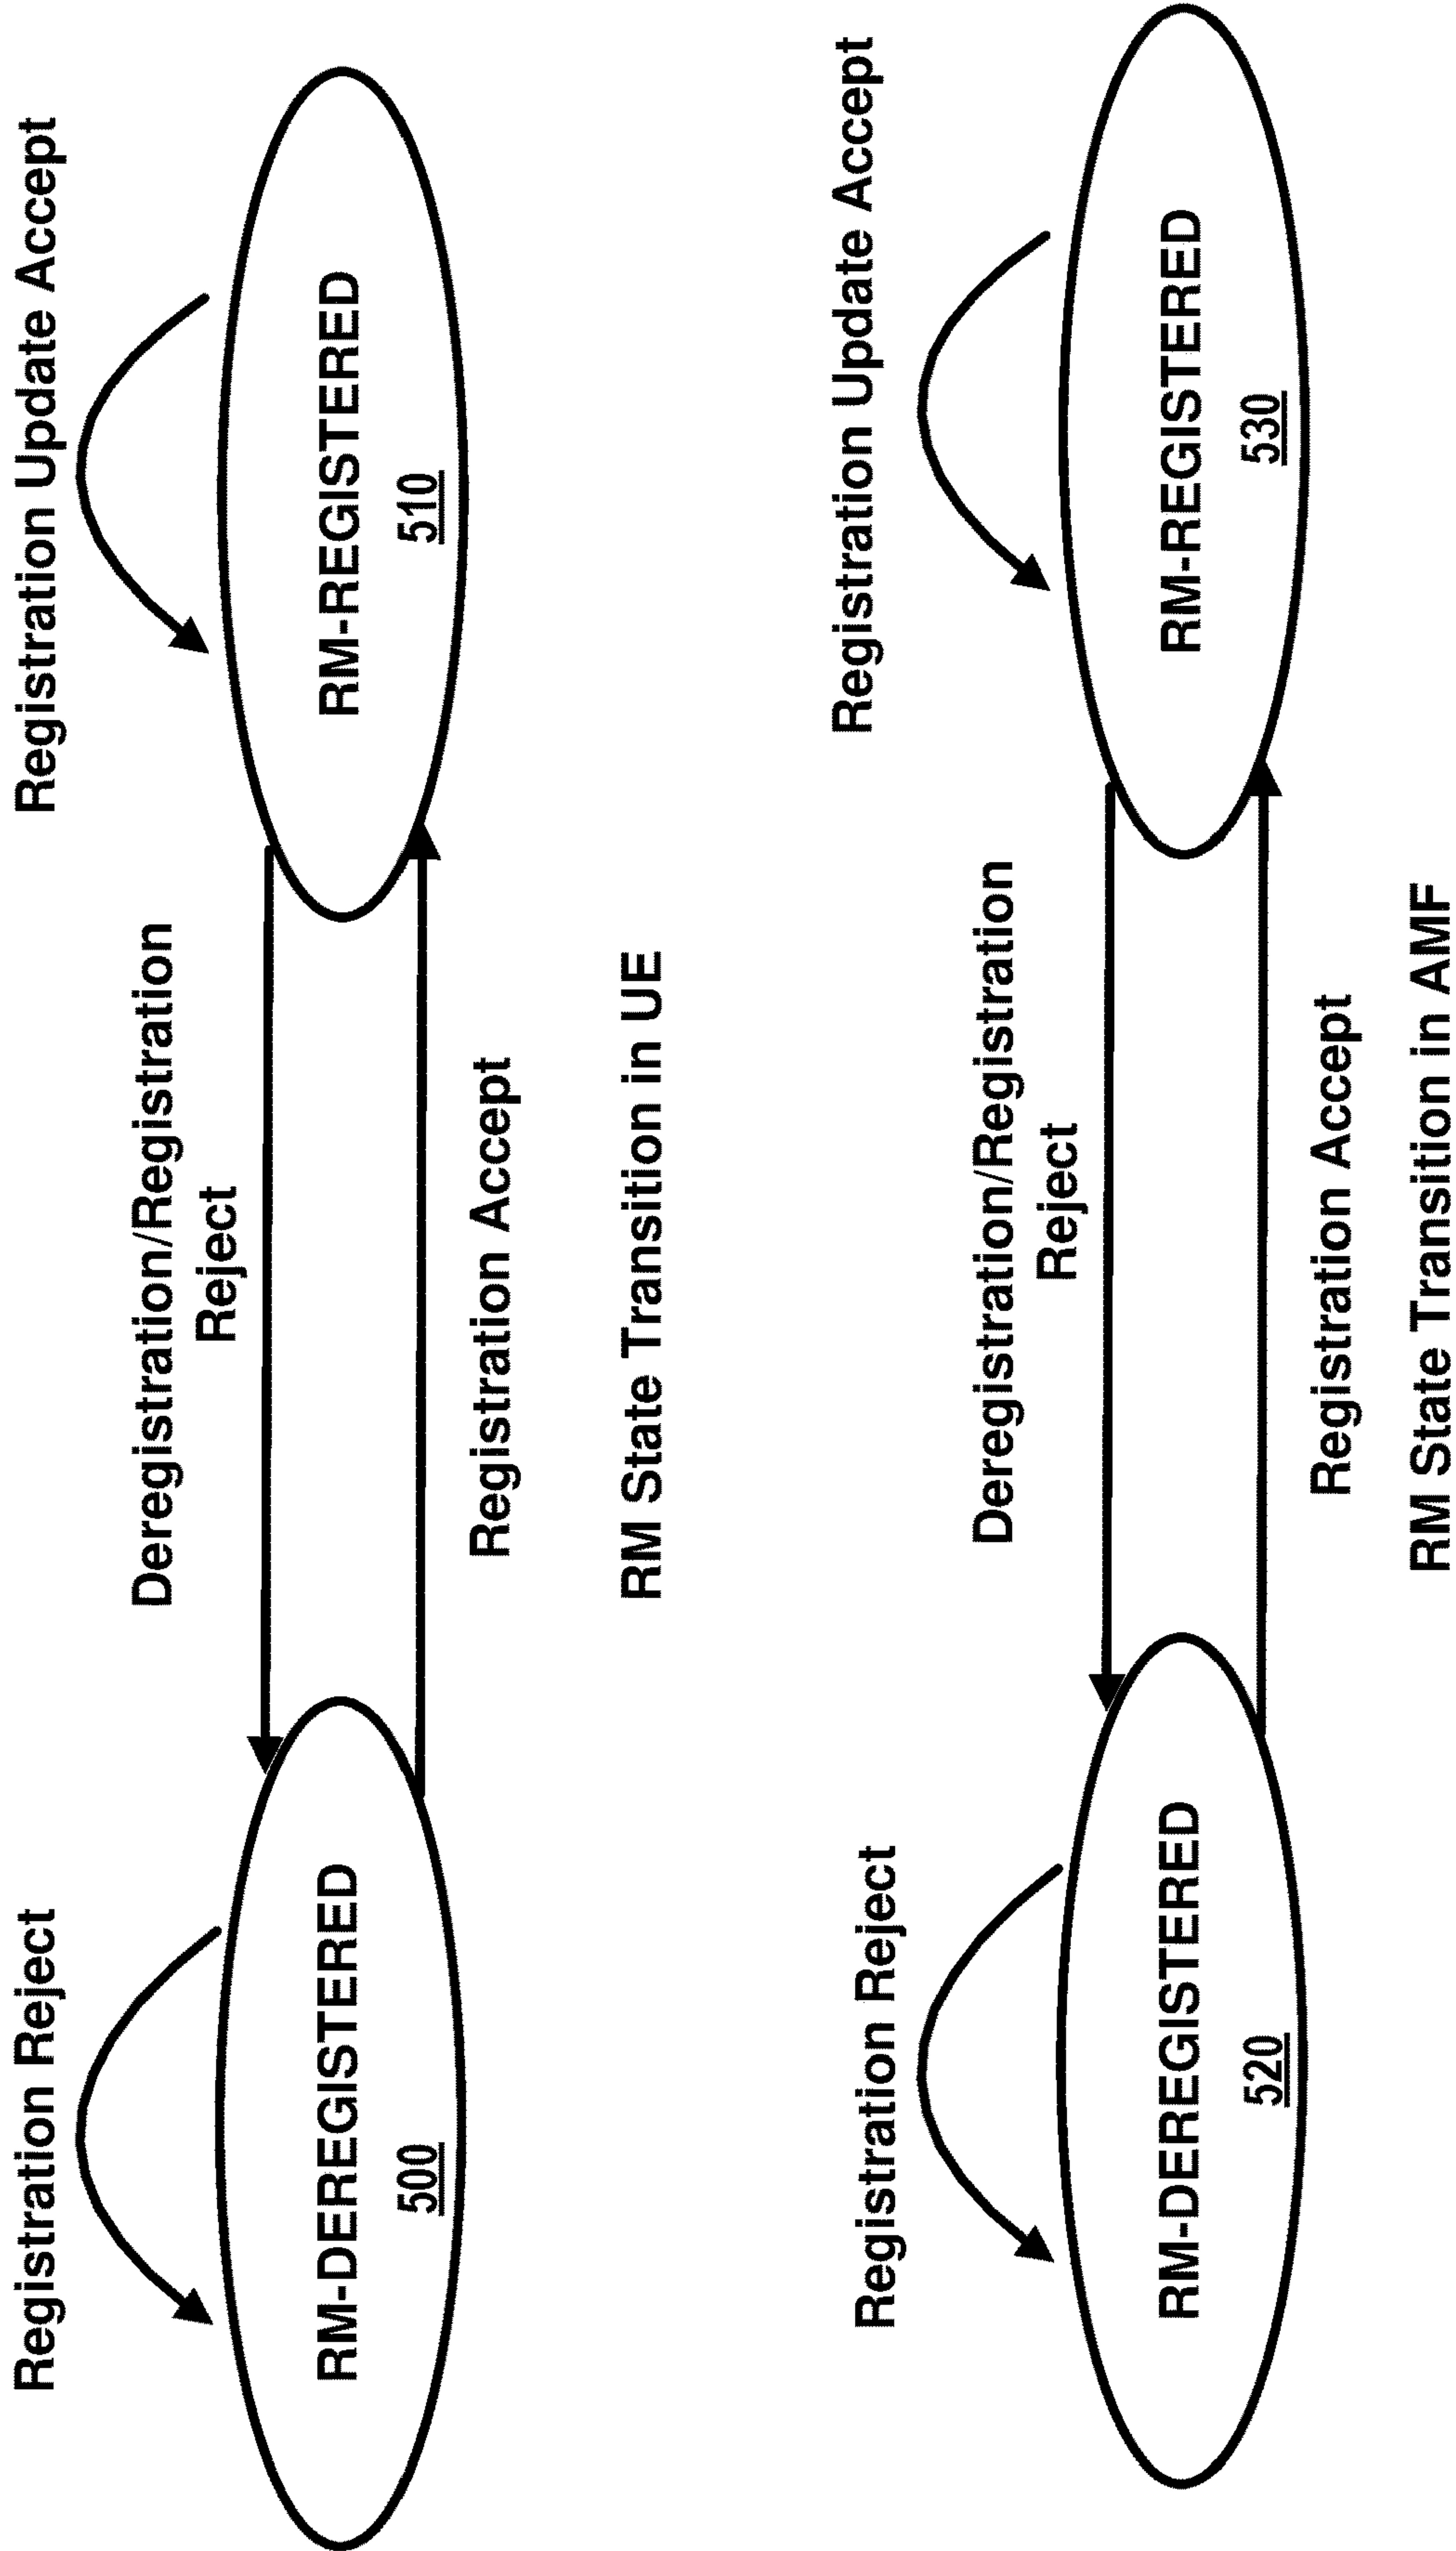 Registration Reject
Registration Update Accept
Deregistration/Registration
Reject
RM-DEREGISTERED
500
RM-REGISTERED
510
Registration Accept
RM State Transition in UE
Registration Reject
Registration Update Accept
Deregistration/Registration
Reject
RM-DEREGISTERED
520
RM-REGISTERED
530
Registration Accept
RM State Transition in AMF